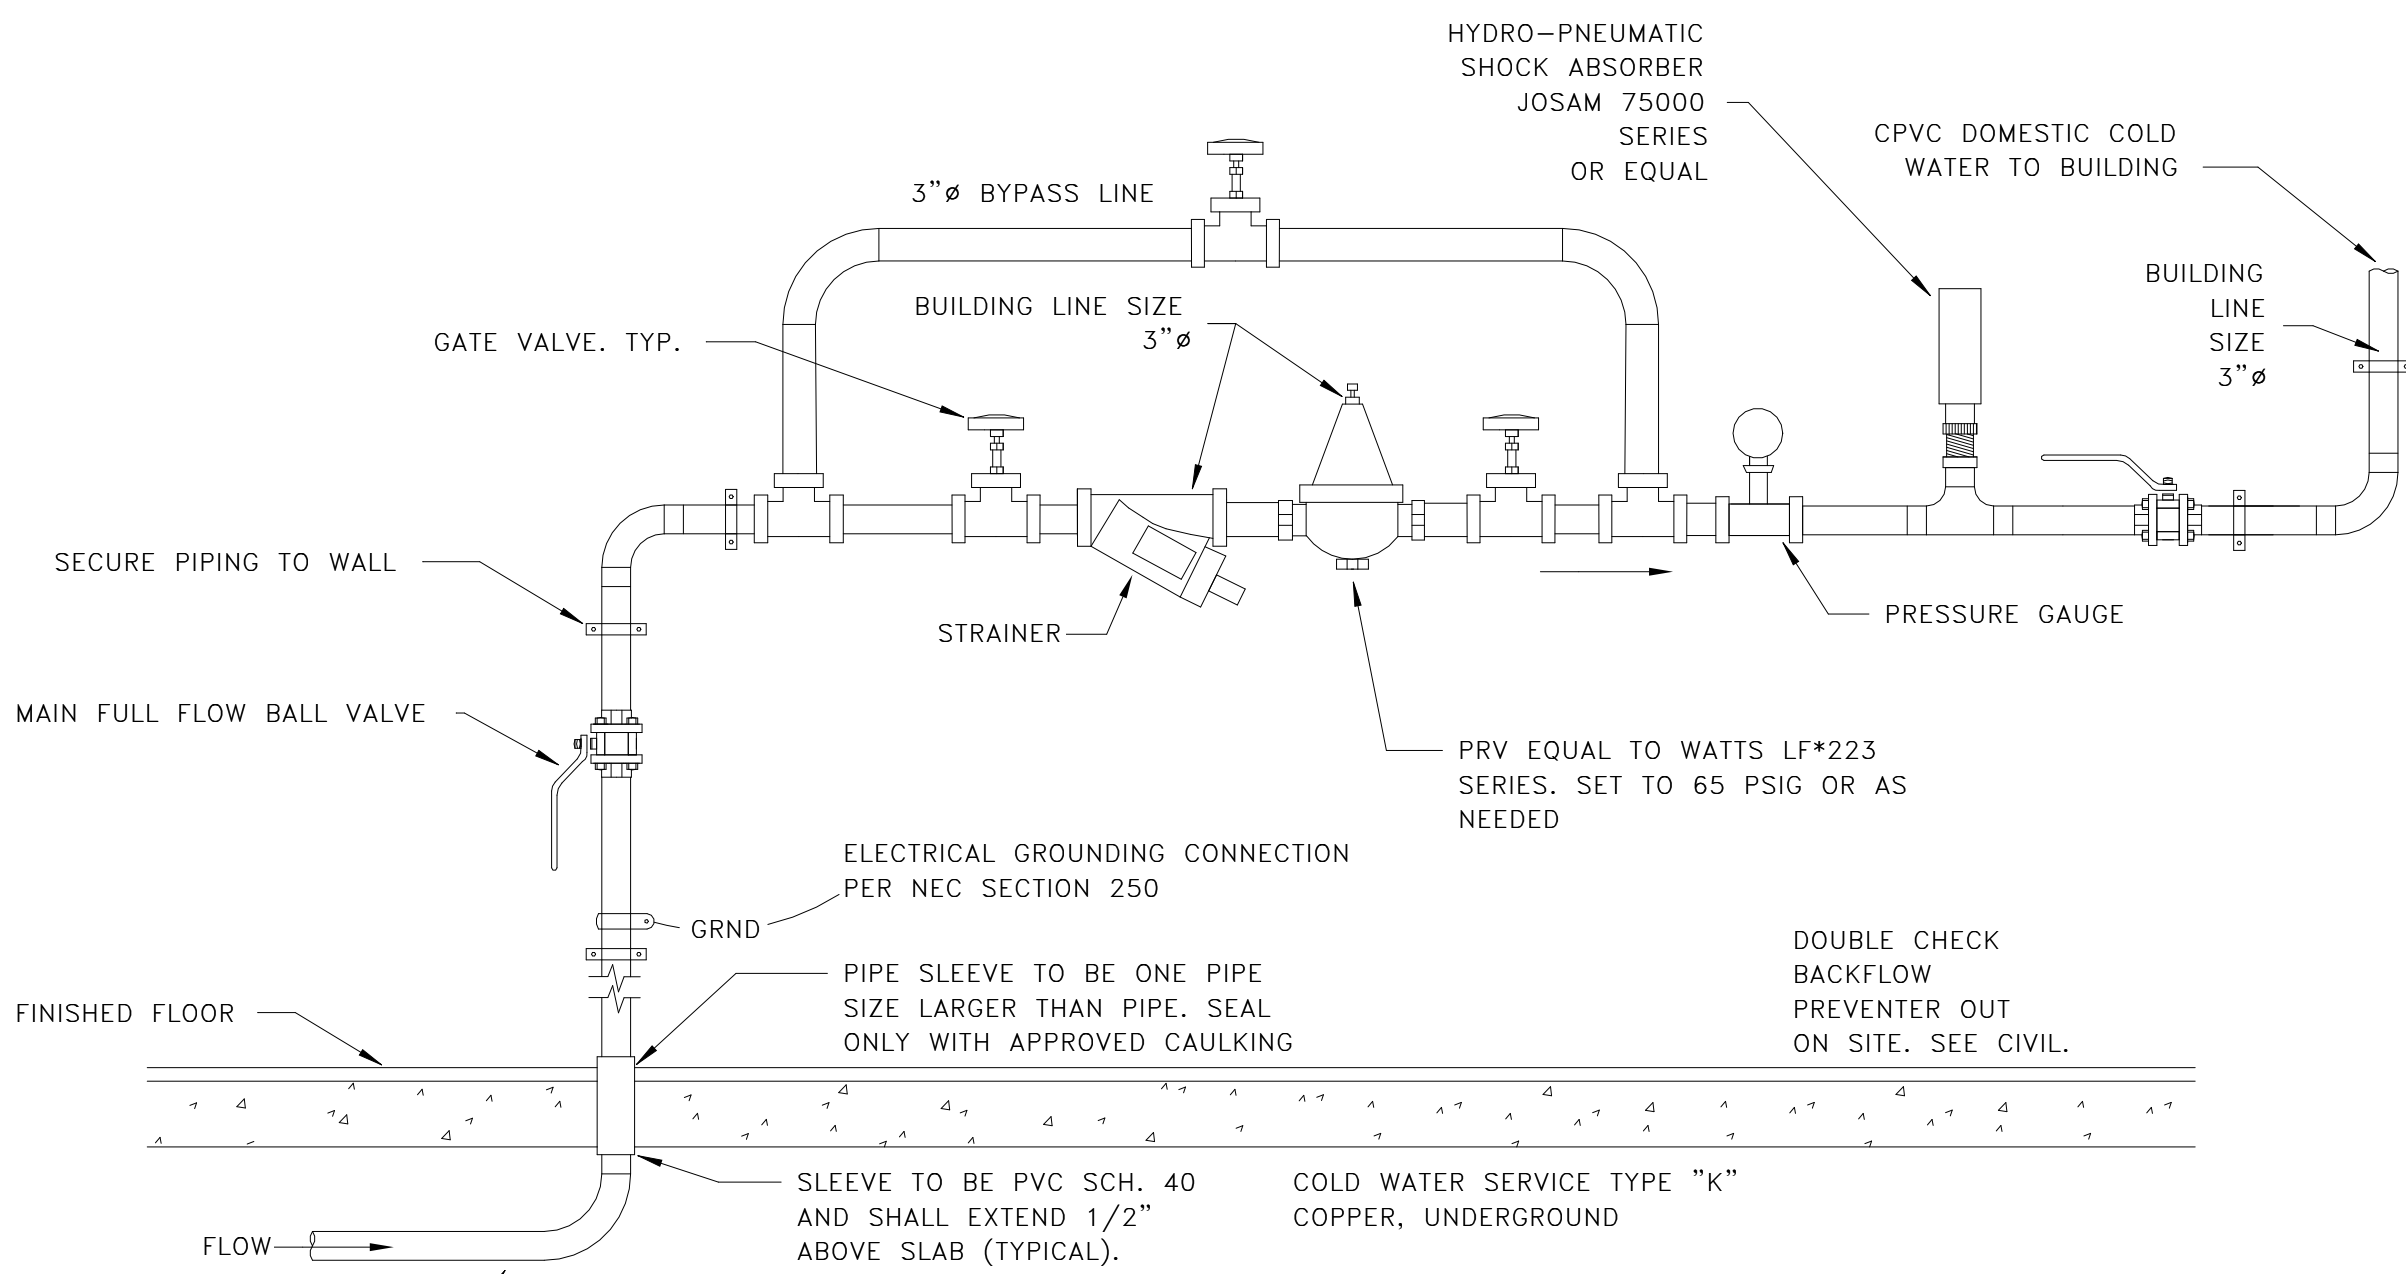 HYDRO-PNEUMATIC
SHOCK ABSORBER
JOSAM 75000
SERIES
OR EQUAL
CPVC DOMESTIC COLD
WATER TO BUILDING
3"ø BYPASS LINE
BUILDING
LINE
SIZE
3"ø
BUILDING LINE SIZE
3"ø
GATE VALVE. TYP.
SECURE PIPING TO WALL
STRAINER
PRESSURE GAUGE
MAIN FULL FLOW BALL VALVE
PRV EQUAL TO WATTS LF*223
SERIES. SET TO 65 PSIG OR AS
NEEDED
ELECTRICAL GROUNDING CONNECTION
PER NEC SECTION 250
GRND
DOUBLE CHECK
BACKFLOW
PREVENTER OUT
ON SITE. SEE CIVIL.
PIPE SLEEVE TO BE ONE PIPE
SIZE LARGER THAN PIPE. SEAL
ONLY WITH APPROVED CAULKING
FINISHED FLOOR
SLEEVE TO BE PVC SCH. 40
AND SHALL EXTEND 1/2"
ABOVE SLAB (TYPICAL).
COLD WATER SERVICE TYPE "K"
COPPER, UNDERGROUND
FLOW